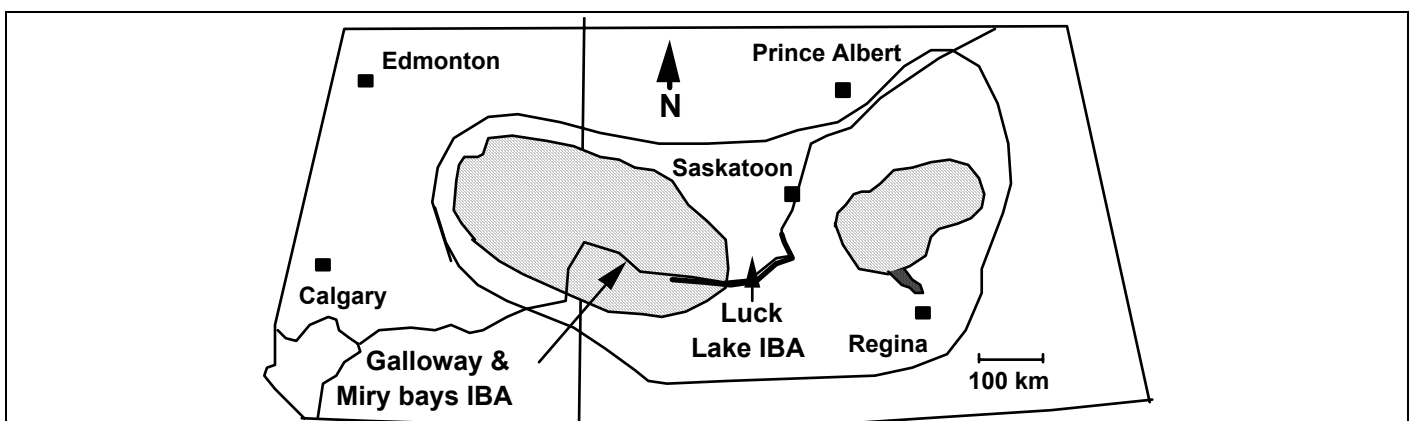 Edmonton
Prince Albert
N
Saskatoon
Calgary
Luck
Lake IBA
Regina
Galloway &
Miry bays IBA
100 km